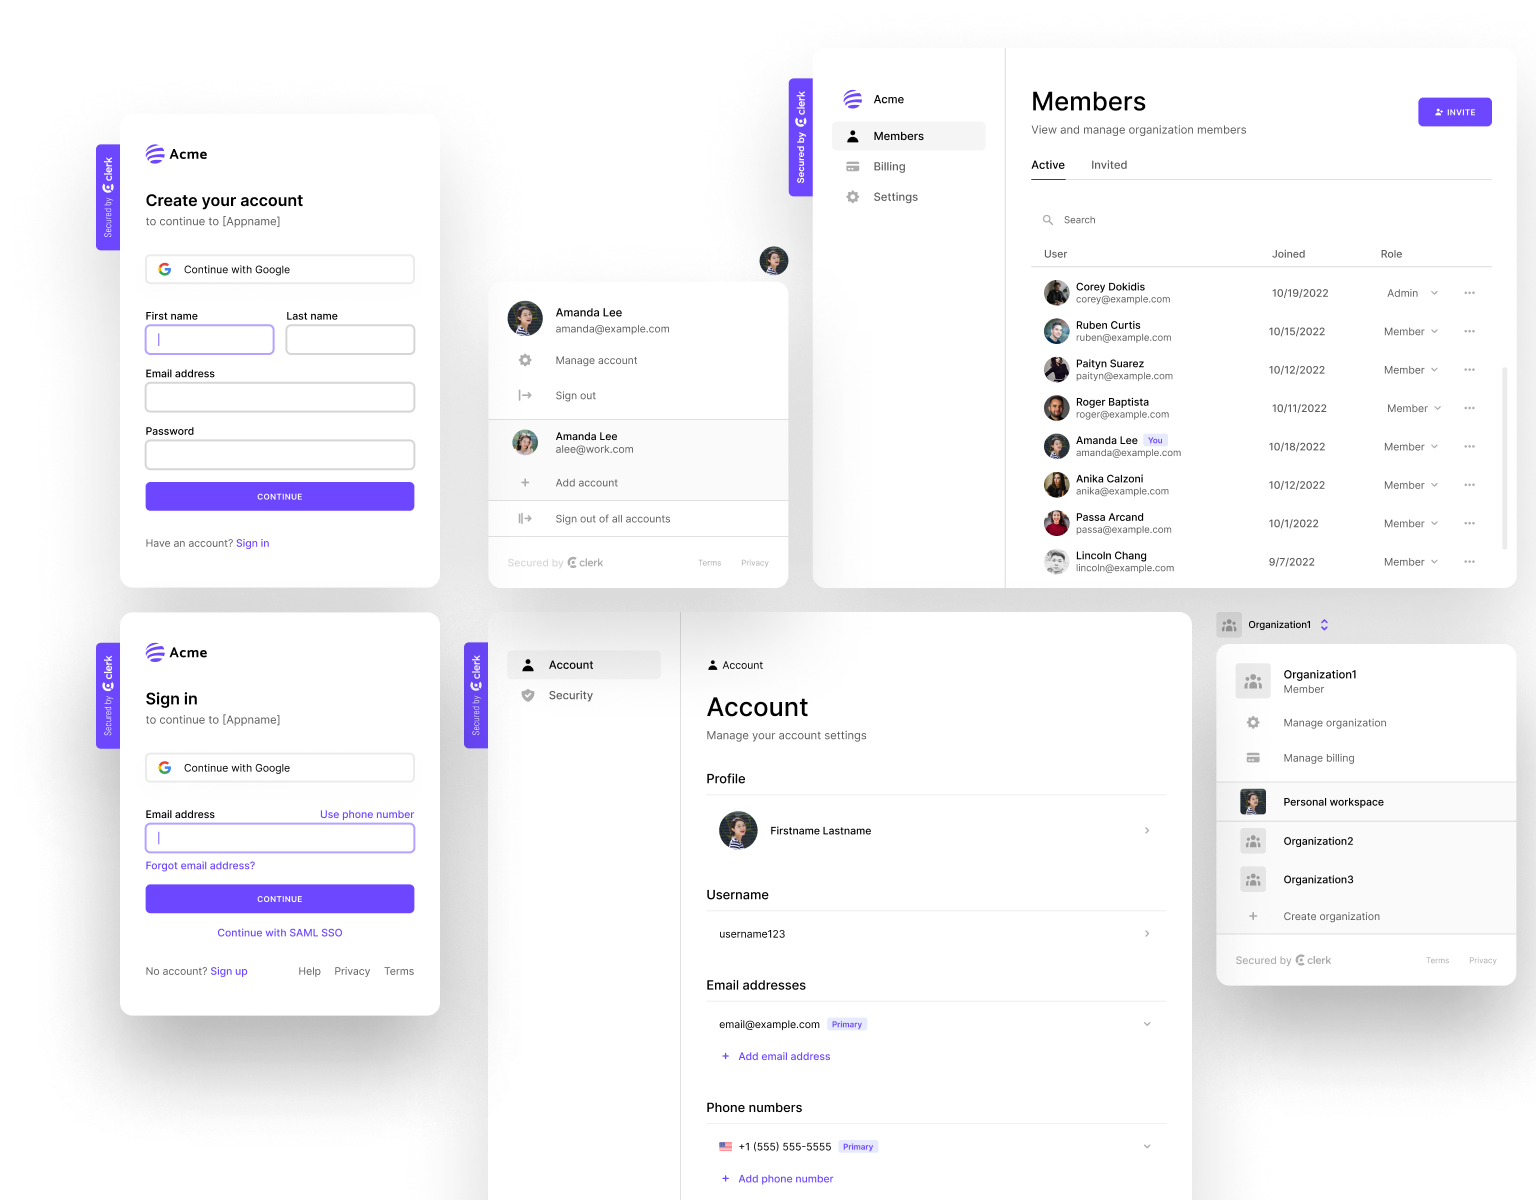 Secured by clerk
Acme
Create your account
to continue to [Appname]
Continue with Google
First name
Last name
Email address
Password
CONTINUE
Have an account? Sign in
Amanda Lee
amanda@example.com
Manage account
Sign out
Amanda Lee
alee@work.com
Add account
Sign out of all accounts
Secured by clerk
Terms
Privacy
Secured by clerk
Acme
Members
Billing
Settings
Members
View and manage organization members
INVITE
Active
Invited
Search
User
Joined
Role
Corey Dokidis
corey@example.com
10/19/2022
Admin
Ruben Curtis
ruben@example.com
10/15/2022
Member
Paityn Suarez
paityn@example.com
10/12/2022
Member
Roger Baptista
roger@example.com
10/11/2022
Member
Amanda Lee
You
amanda@example.com
10/18/2022
Member
Anika Calzoni
anika@example.com
10/12/2022
Member
Passa Arcand
passa@example.com
10/1/2022
Member
Lincoln Chang
lincoln@example.com
9/7/2022
Member
Secured by clerk
Acme
Sign in
to continue to [Appname]
Continue with Google
Email address
Use phone number
Forgot email address?
CONTINUE
Continue with SAML SSO
No account? Sign up
Help
Privacy
Terms
Secured by clerk
Account
Security
Account
Account
Manage your account settings
Profile
Firstname Lastname
Username
username123
Email addresses
email@example.com
Primary
+ Add email address
Phone numbers
+1 (555) 555-5555
Primary
+ Add phone number
Organization1
Organization1
Member
Manage organization
Manage billing
Personal workspace
Organization2
Organization3
Create organization
Secured by clerk
Terms
Privacy